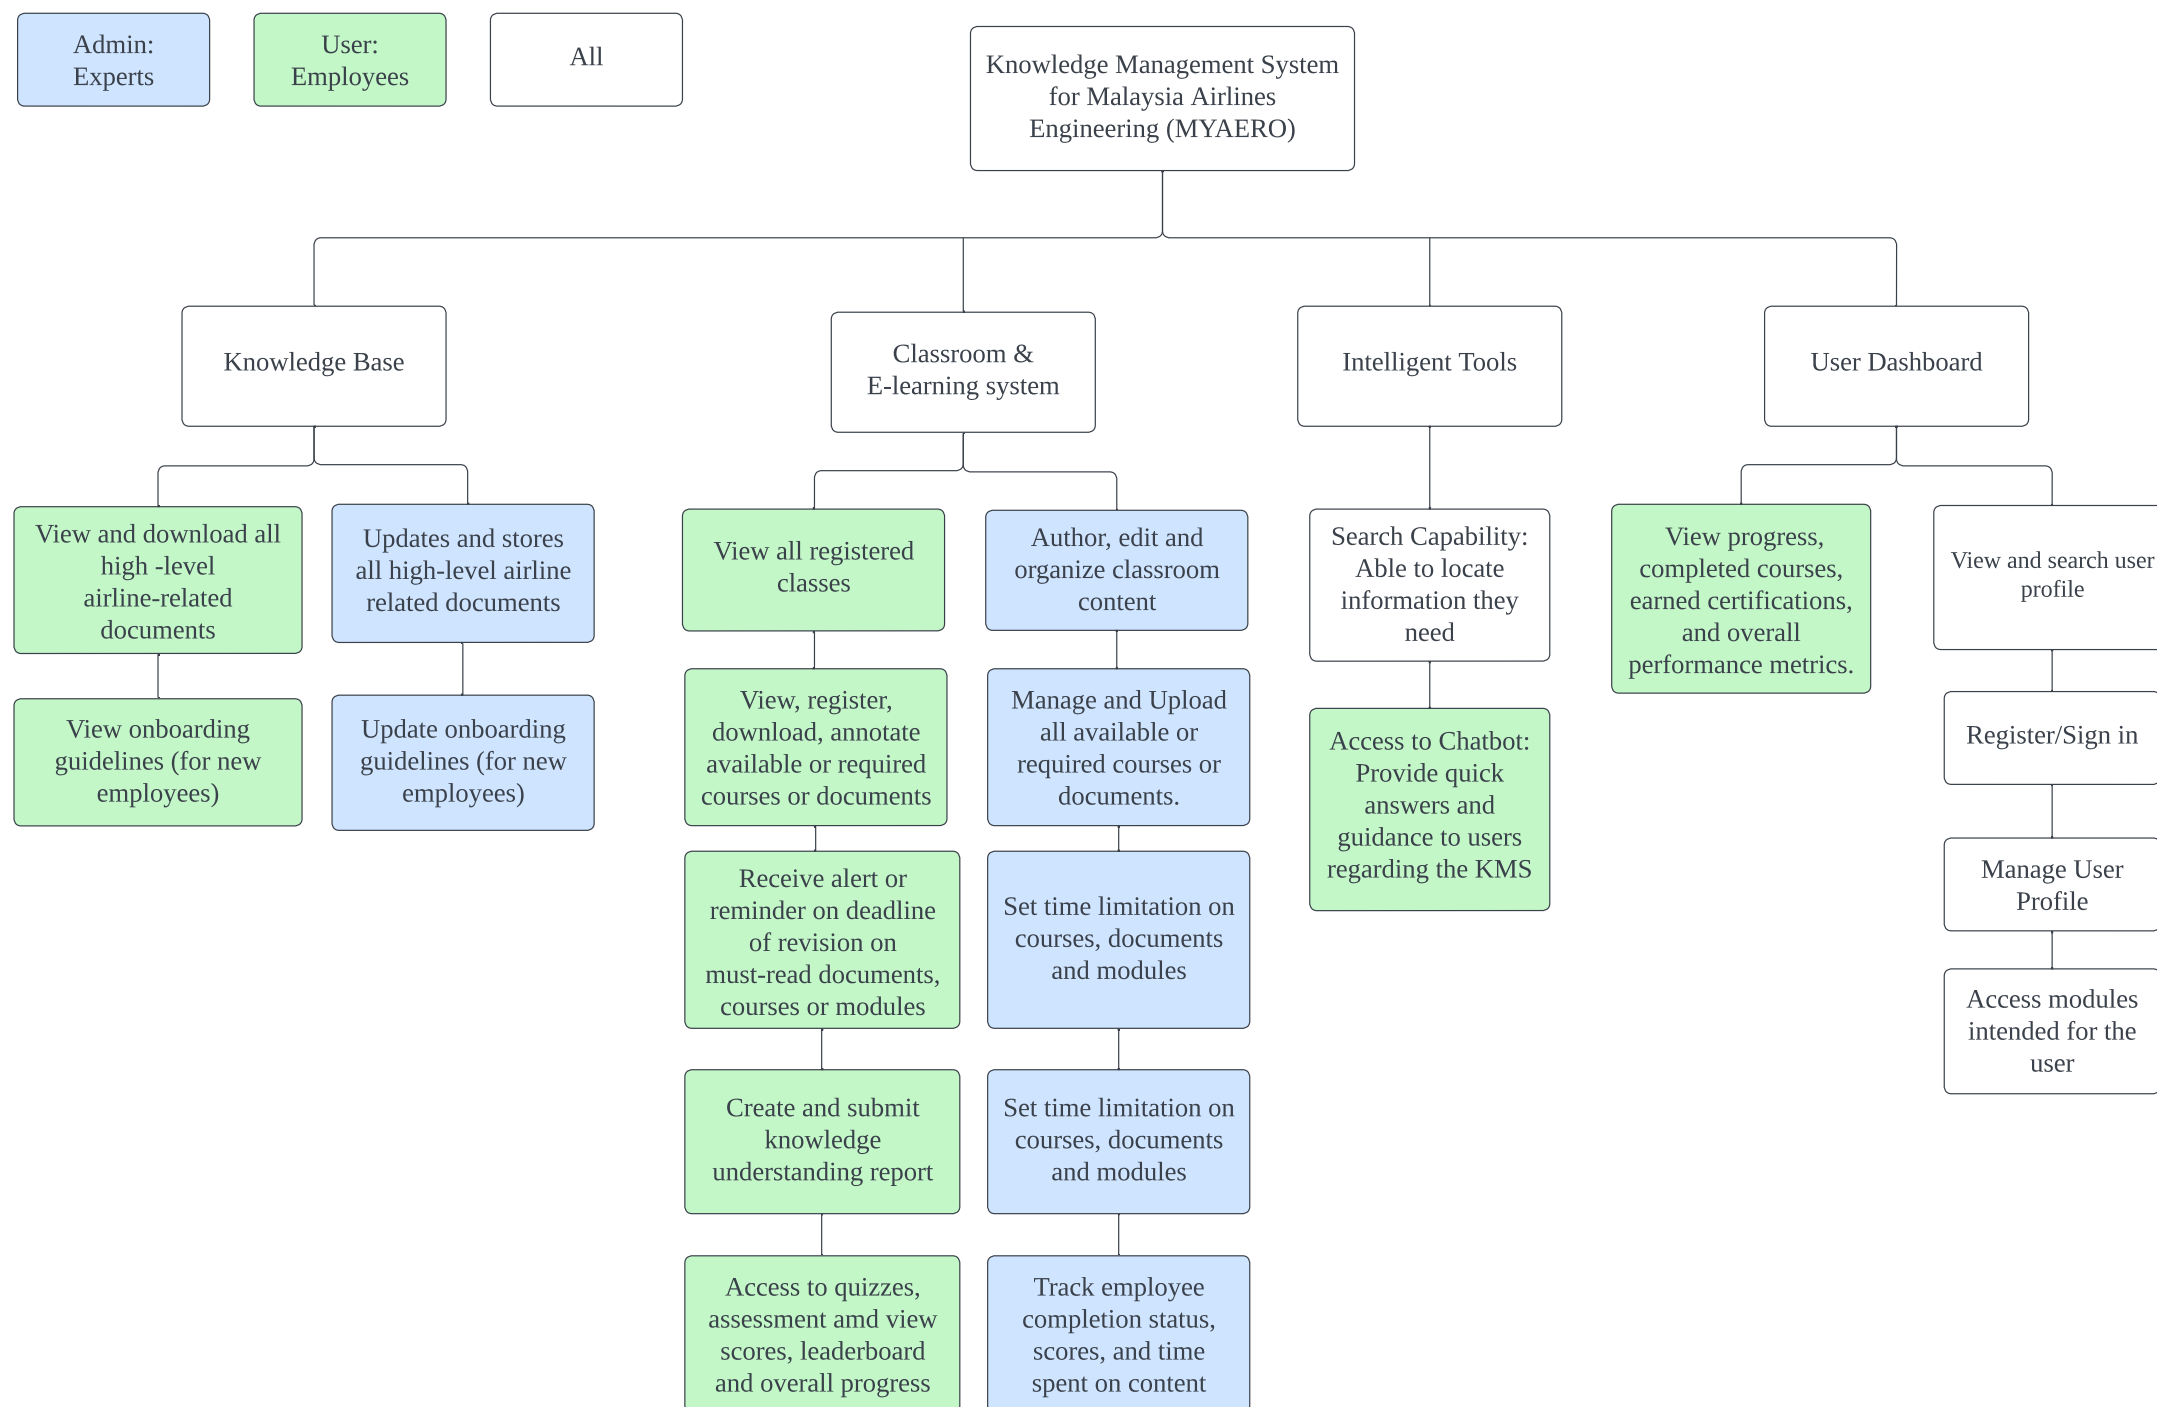 Admin:
Experts
User:
Employees
All
Knowledge Management System
for Malaysia Airlines
Engineering (MYAERO)
Knowledge Base
Classroom &
E-learning system
Intelligent Tools
User Dashboard
View and download all
high -level
airline-related
documents
View onboarding
guidelines (for new
employees)
Updates and stores
all high-level airline
related documents
Update onboarding
guidelines (for new
employees)
View all registered
classes
View, register,
download, annotate
available or required
courses or documents
Receive alert or
reminder on deadline
of revision on
must-read documents,
courses or modules
Create and submit
knowledge
understanding report
Access to quizzes,
assessment amd view
scores, leaderboard
and overall progress
Author, edit and
organize classroom
content
Manage and Upload
all available or
required courses or
documents.
Set time limitation on
courses, documents
and modules
Set time limitation on
courses, documents
and modules
Track employee
completion status,
scores, and time
spent on content
Search Capability:
Able to locate
information they
need
Access to Chatbot:
Provide quick
answers and
guidance to users
regarding the KMS
View progress,
completed courses,
earned certifications,
and overall
performance metrics.
View and search user
profile
Register/Sign in
Manage User
Profile
Access modules
intended for the
user